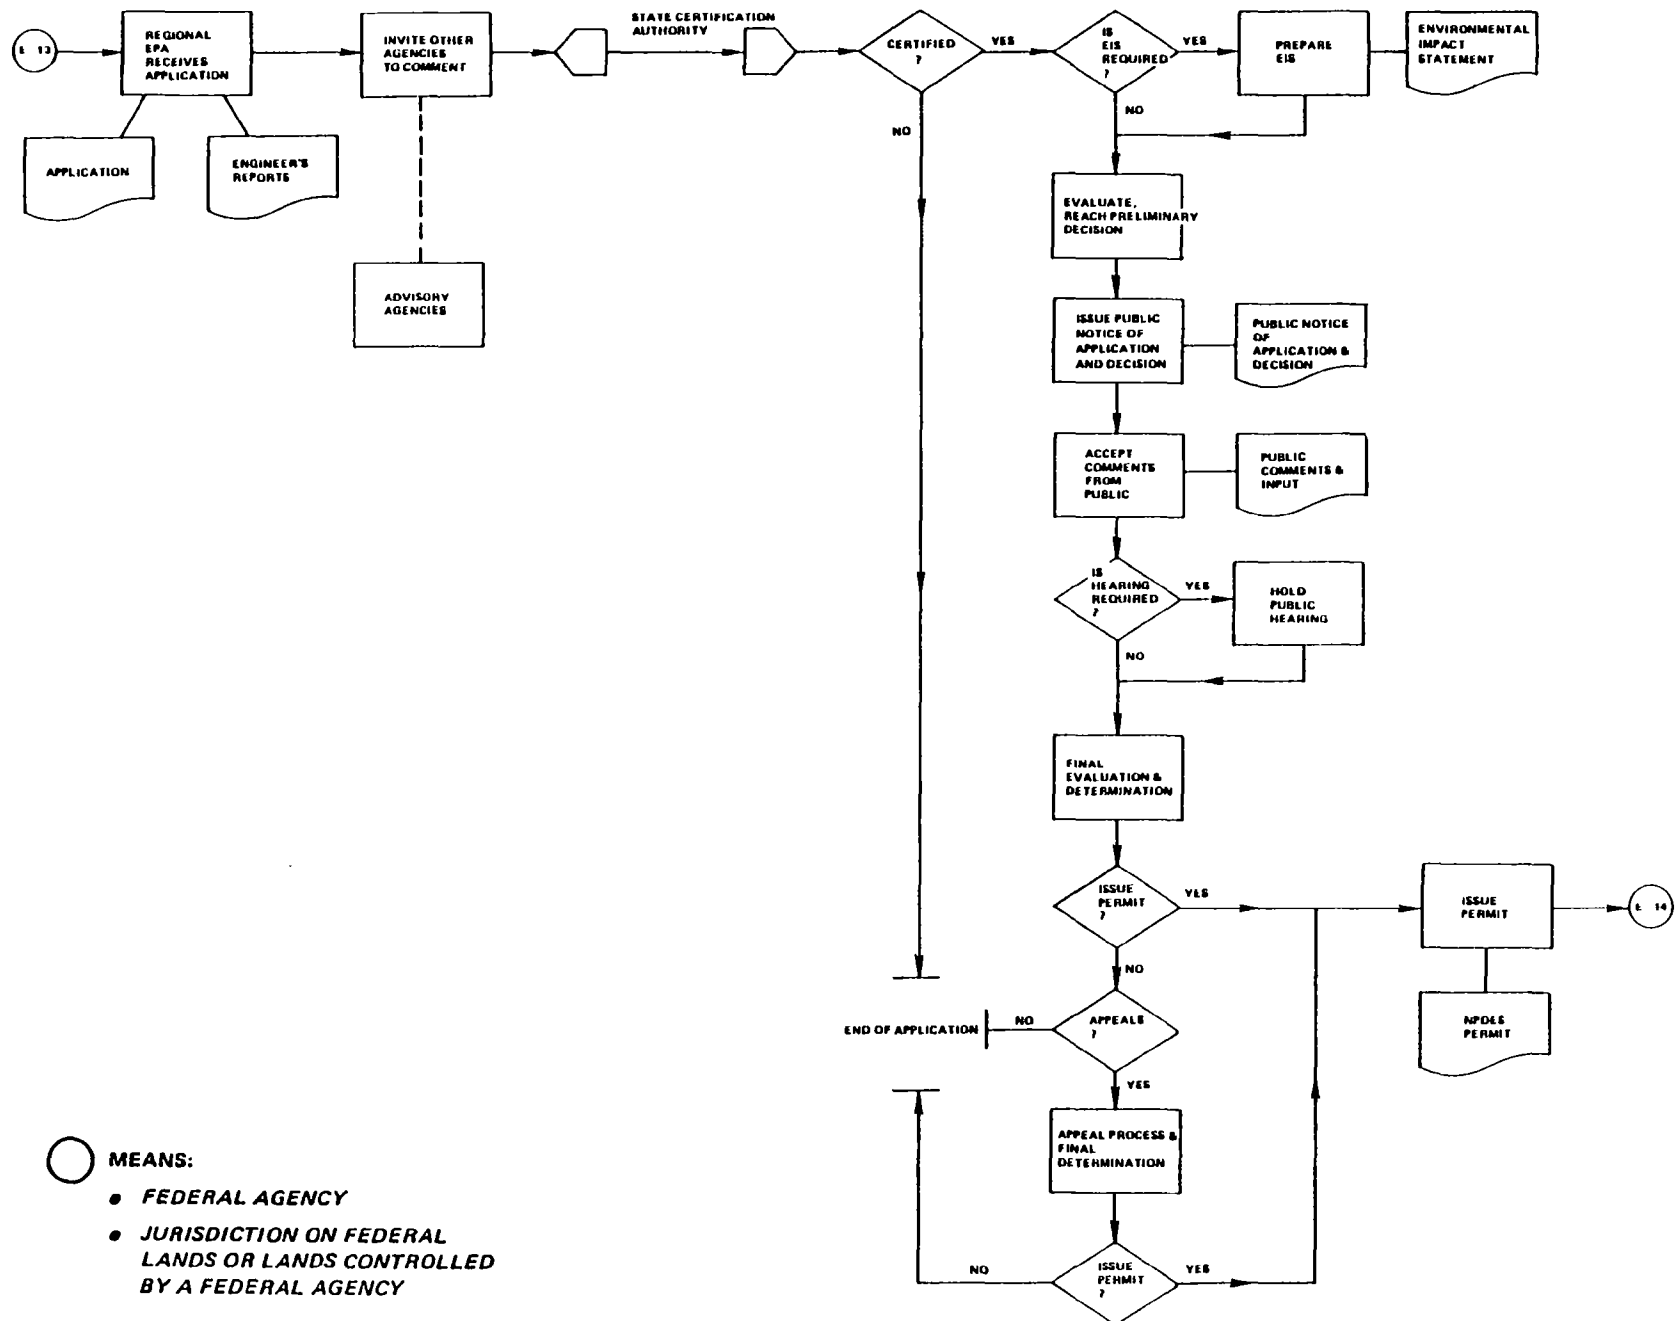 E 13
REGIONAL
EPA
RECEIVES
APPLICATION
INVITE OTHER
AGENCIES
TO COMMENT
STATE CERTIFICATION
AUTHORITY
CERTIFIED
?
YES
IS
EIS
REQUIRED
?
YES
PREPARE
EIS
ENVIRONMENTAL
IMPACT
STATEMENT
NO
NO
APPLICATION
ENGINEER'S
REPORTS
EVALUATE,
REACH PRELIMINARY
DECISION
ADVISORY
AGENCIES
ISSUE PUBLIC
NOTICE OF
APPLICATION
AND DECISION
PUBLIC NOTICE
OF
APPLICATION &
DECISION
ACCEPT
COMMENTS
FROM
PUBLIC
PUBLIC
COMMENTS &
INPUT
IS
HEARING
REQUIRED
?
YES
HOLD
PUBLIC
HEARING
NO
FINAL
EVALUATION &
DETERMINATION
ISSUE
PERMIT
?
YES
ISSUE
PERMIT
E 14
NO
NPDES
PERMIT
END OF APPLICATION
NO
APPEALS
?
YES
APPEAL PROCESS &
FINAL
DETERMINATION
NO
ISSUE
PERMIT
?
YES
MEANS:
• FEDERAL AGENCY
• JURISDICTION ON FEDERAL
LANDS OR LANDS CONTROLLED
BY A FEDERAL AGENCY